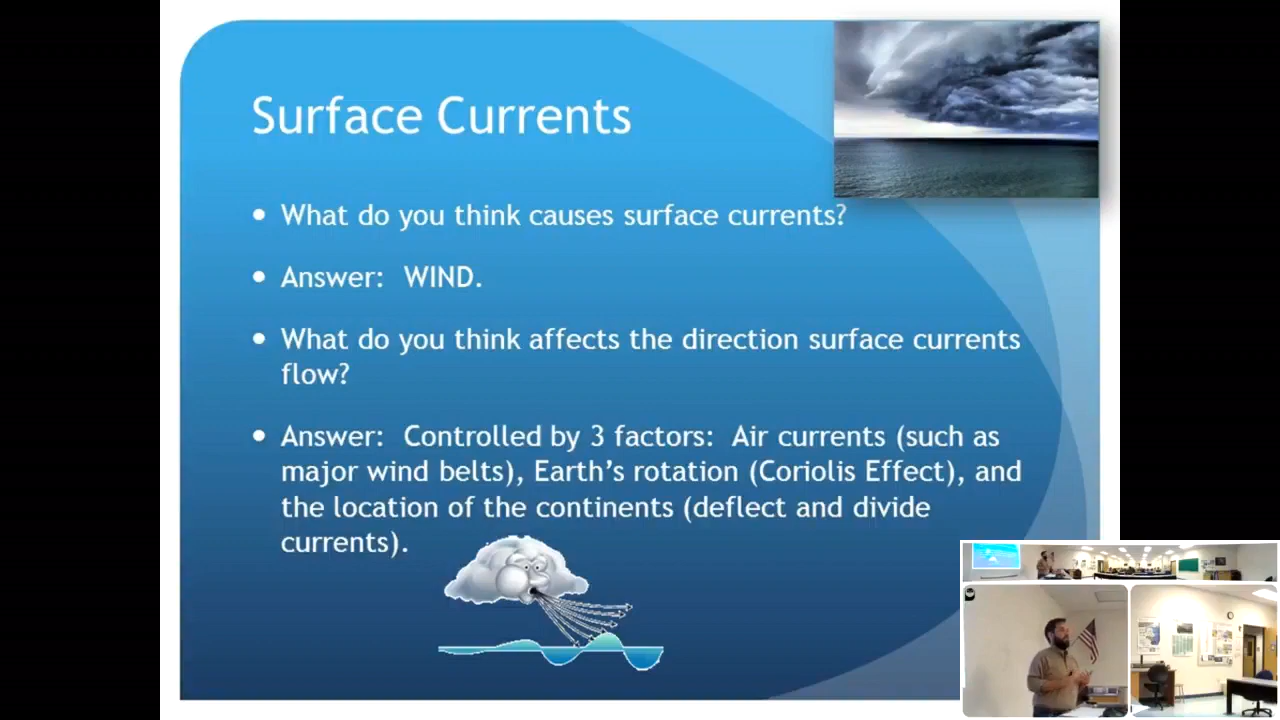 Surface Currents
• What do you think causes surface currents?
• Answer:  WIND.
• What do you think affects the direction surface currents
flow?
• Answer:  Controlled by 3 factors:  Air currents (such as
major wind belts), Earth’s rotation (Coriolis Effect), and
the location of the continents (deflect and divide
currents).